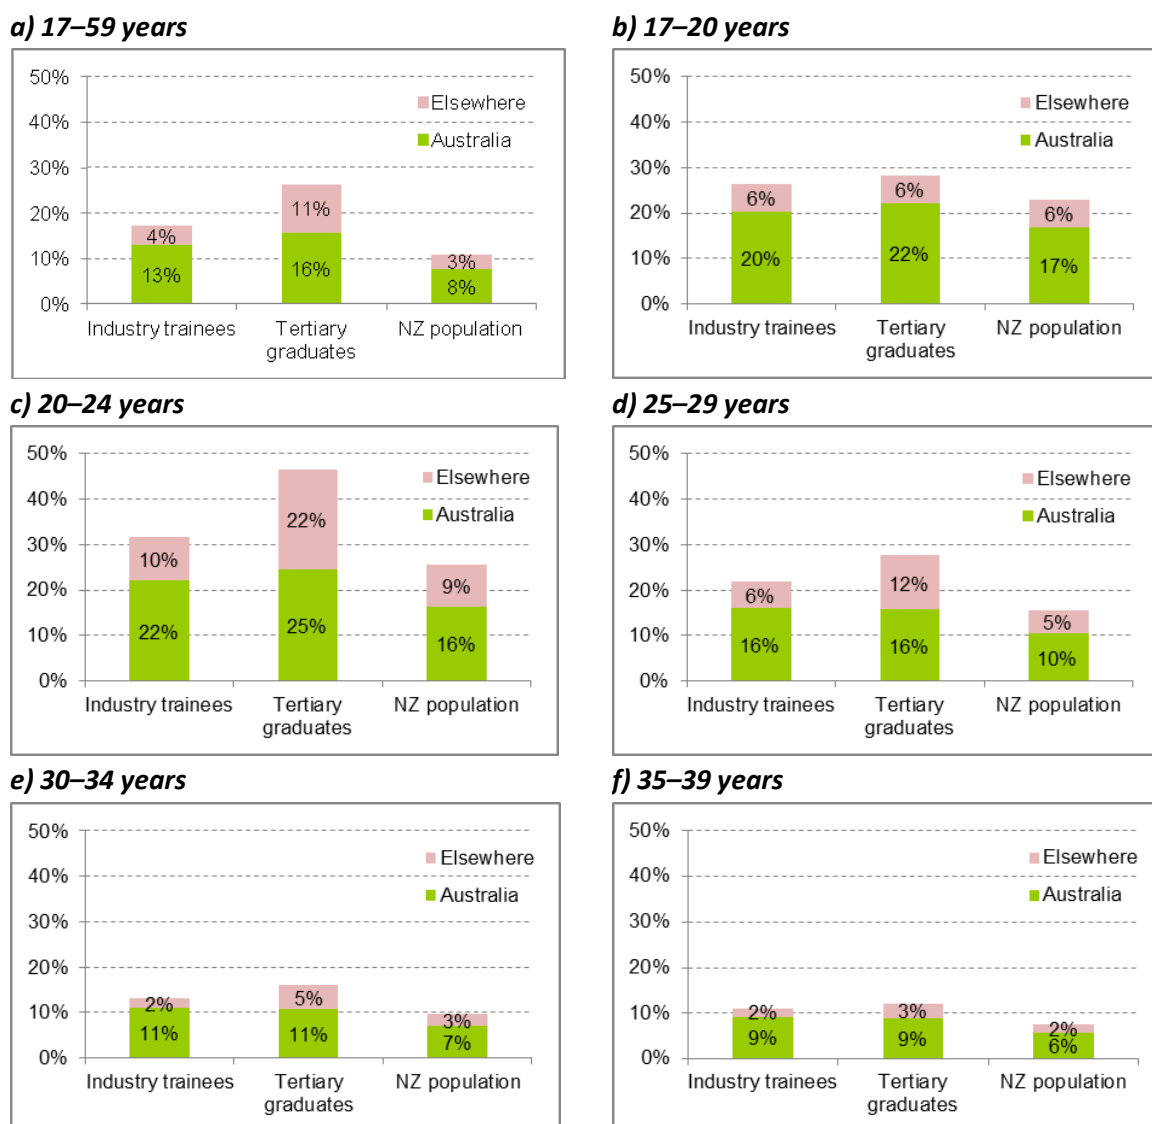 a) 17–59 years
50%
40%
30%
20%
10%
0%
Elsewhere
Australia
4%
13%
11%
16%
3%
8%
Industry trainees
Tertiary
graduates
NZ population
b) 17–20 years
50%
40%
30%
20%
10%
0%
Elsewhere
Australia
6%
20%
6%
22%
6%
17%
Industry trainees
Tertiary
graduates
NZ population
c) 20–24 years
50%
40%
30%
20%
10%
0%
Elsewhere
Australia
10%
22%
22%
25%
9%
16%
Industry trainees
Tertiary
graduates
NZ population
d) 25–29 years
50%
40%
30%
20%
10%
0%
Elsewhere
Australia
6%
16%
12%
16%
5%
10%
Industry trainees
Tertiary
graduates
NZ population
e) 30–34 years
50%
40%
30%
20%
10%
0%
Elsewhere
Australia
2%
11%
5%
11%
3%
7%
Industry trainees
Tertiary
graduates
NZ population
f) 35–39 years
50%
40%
30%
20%
10%
0%
Elsewhere
Australia
2%
9%
3%
9%
2%
6%
Industry trainees
Tertiary
graduates
NZ population